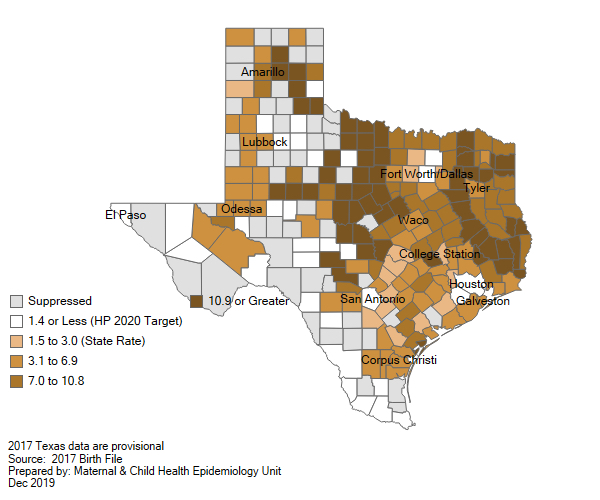 Amarillo
Lubbock
Fort Worth/Dallas
Tyler
El Paso
Odessa
Waco
College Station
Houston
San Antonio
Galveston
Corpus Christi
Suppressed
10.9 or Greater
1.4 or Less (HP 2020 Target)
1.5 to 3.0 (State Rate)
3.1 to 6.9
7.0 to 10.8
2017 Texas data are provisional
Source:  2017 Birth File
Prepared by: Maternal & Child Health Epidemiology Unit
Dec 2019